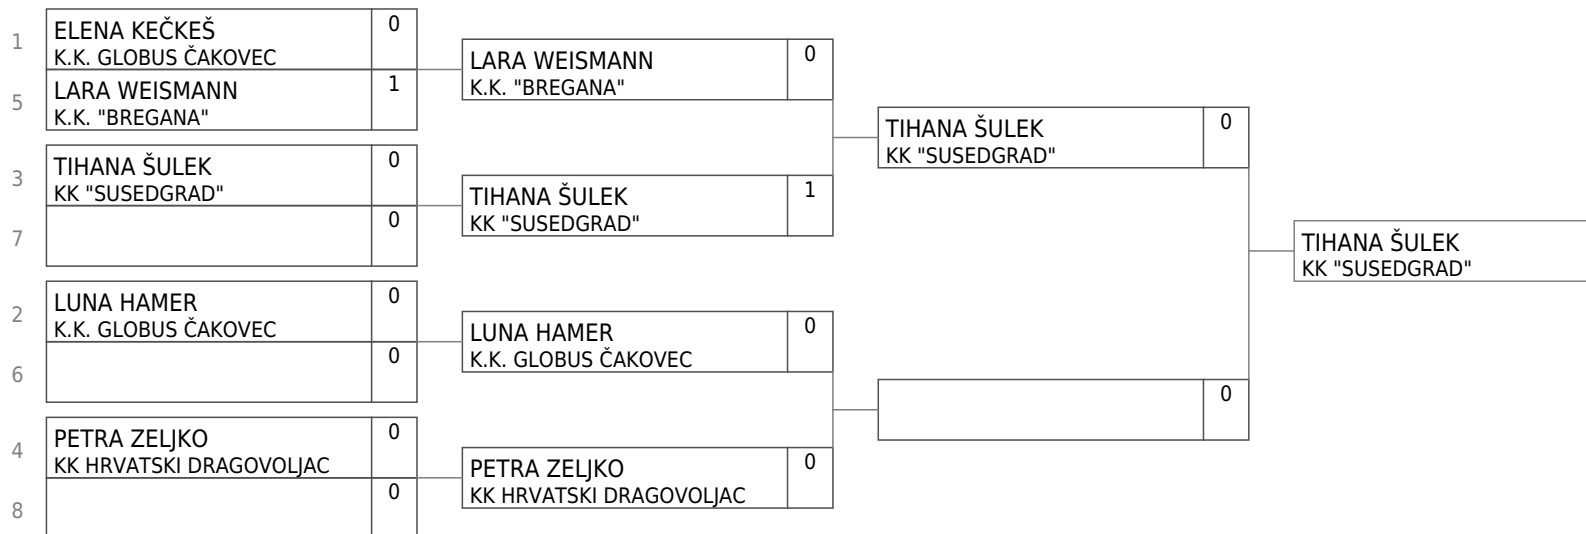 1
ELENA KEČKEŠ
K.K. GLOBUS ČAKOVEC
0
5
LARA WEISMANN
K.K. "BREGANA"
1
3
TIHANA ŠULEK
KK "SUSEDGRAD"
0
7
0
2
LUNA HAMER
K.K. GLOBUS ČAKOVEC
0
6
0
4
PETRA ZELJKO
KK HRVATSKI DRAGOVOLJAC
0
8
0
LARA WEISMANN
K.K. "BREGANA"
0
TIHANA ŠULEK
KK "SUSEDGRAD"
1
LUNA HAMER
K.K. GLOBUS ČAKOVEC
0
PETRA ZELJKO
KK HRVATSKI DRAGOVOLJAC
0
TIHANA ŠULEK
KK "SUSEDGRAD"
0
0
TIHANA ŠULEK
KK "SUSEDGRAD"